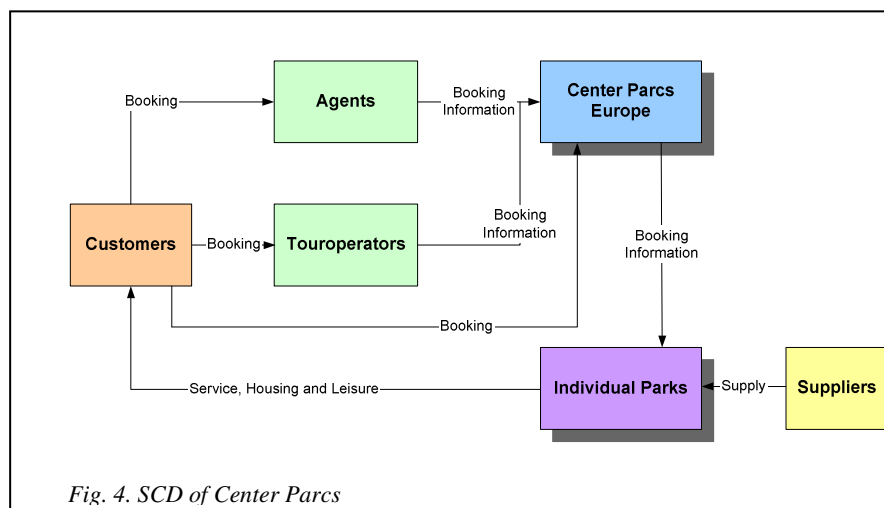 Agents
Booking
Information
Center Parcs
Europe
Booking
Customers
Booking
Touroperators
Booking
Information
Booking
Information
Booking
Service, Housing and Leisure
Individual Parks
Supply
Suppliers
Fig. 4. SCD of Center Parcs